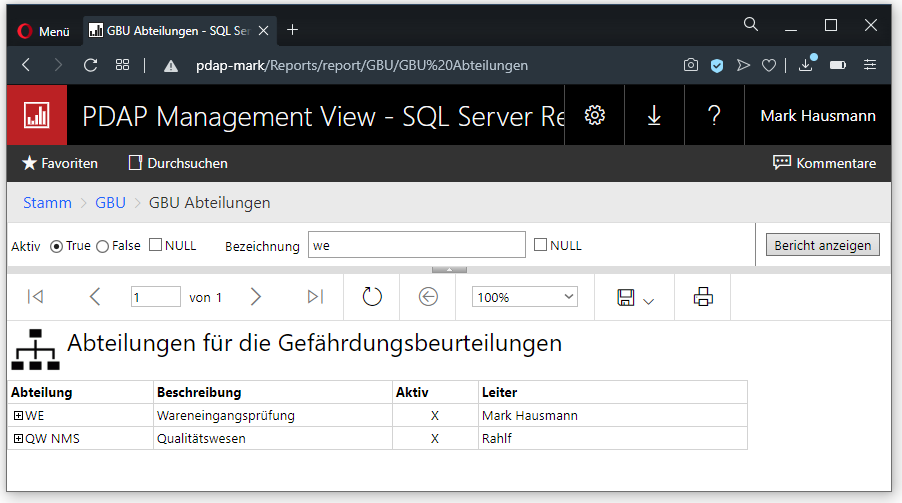 Menü
GBU Abteilungen - SQL Se
pdap-mark/Reports/report/GBU/GBU%20Abteilungen
PDAP Management View - SQL Server Re
?
Mark Hausmann
Favoriten Durchsuchen Kommentare
Stamm > GBU > GBU Abteilungen
Aktiv True False NULL Bezeichnung we NULL Bericht anzeigen
1 von 1 100%
Abteilungen für die Gefährdungsbeurteilungen
Abteilung Beschreibung Aktiv Leiter
WE Wareneingangsprüfung X Mark Hausmann
QW NMS Qualitätswesen X Rahlf